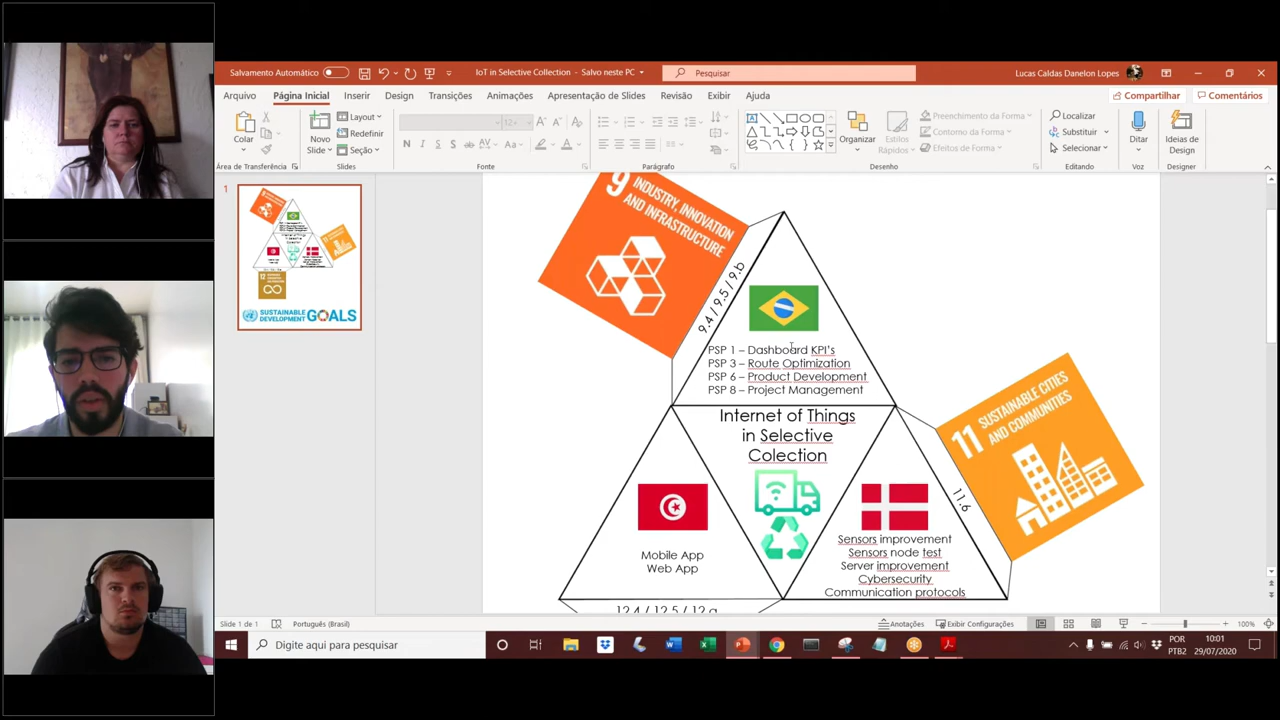 Salvamento Automático
IoT in Selective Collection - Salvo neste PC
Pesquisar
Lucas Caldas Danelon Lopes
Arquivo
Página Inicial
Inserir
Design
Transições
Animações
Apresentação de Slides
Revisão
Exibir
Ajuda
Compartilhar
Comentários
Colar
Novo
Slide
Layout
Redefinir
Seção
Organizar
Estilos
Rápidos
Preenchimento da Forma
Contorno da Forma
Efeitos de Forma
Localizar
Substituir
Selecionar
Ditar
Ideias de
Design
Área de Transferência
Slides
Fonte
Parágrafo
Desenho
Editando
Voz
Designer
1
SUSTAINABLE
DEVELOPMENT
GOALS
9 INDUSTRY, INNOVATION
AND INFRASTRUCTURE
9.4 / 9.5 / 9.b
PSP 1 – Dashboard KPI's
PSP 3 – Route Optimization
PSP 6 – Product Development
PSP 8 – Project Management
Internet of Things
in Selective
Colection
11 SUSTAINABLE CITIES
AND COMMUNITIES
11.6
Mobile App
Web App
Sensors improvement
Sensors node test
Server improvement
Cybersecurity
Communication protocols
12.4 / 12.5 / 12.a
Slide 1 de 1
Português (Brasil)
Anotações
Exibir Configurações
100%
Digite aqui para pesquisar
POR
PTB2
10:01
29/07/2020